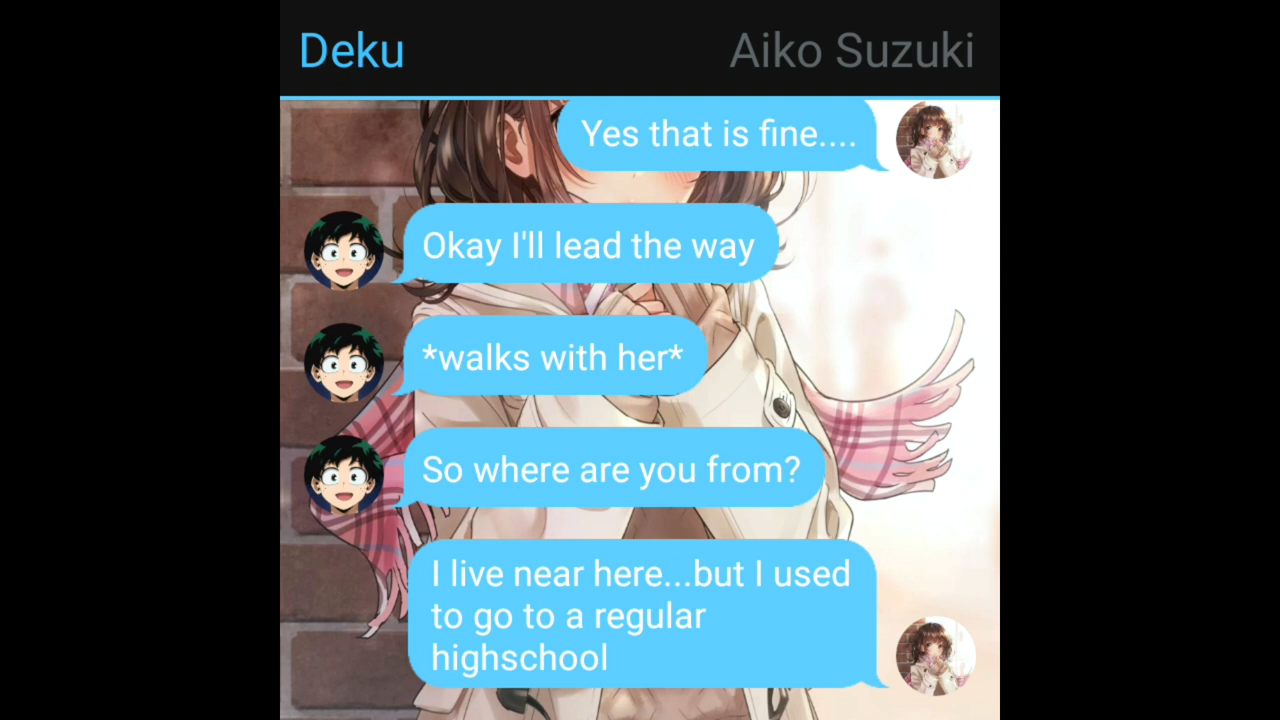 Deku Aiko Suzuki
Yes that is fine....
Okay I'll lead the way
*walks with her*
So where are you from?
I live near here...but I used
to go to a regular
highschool